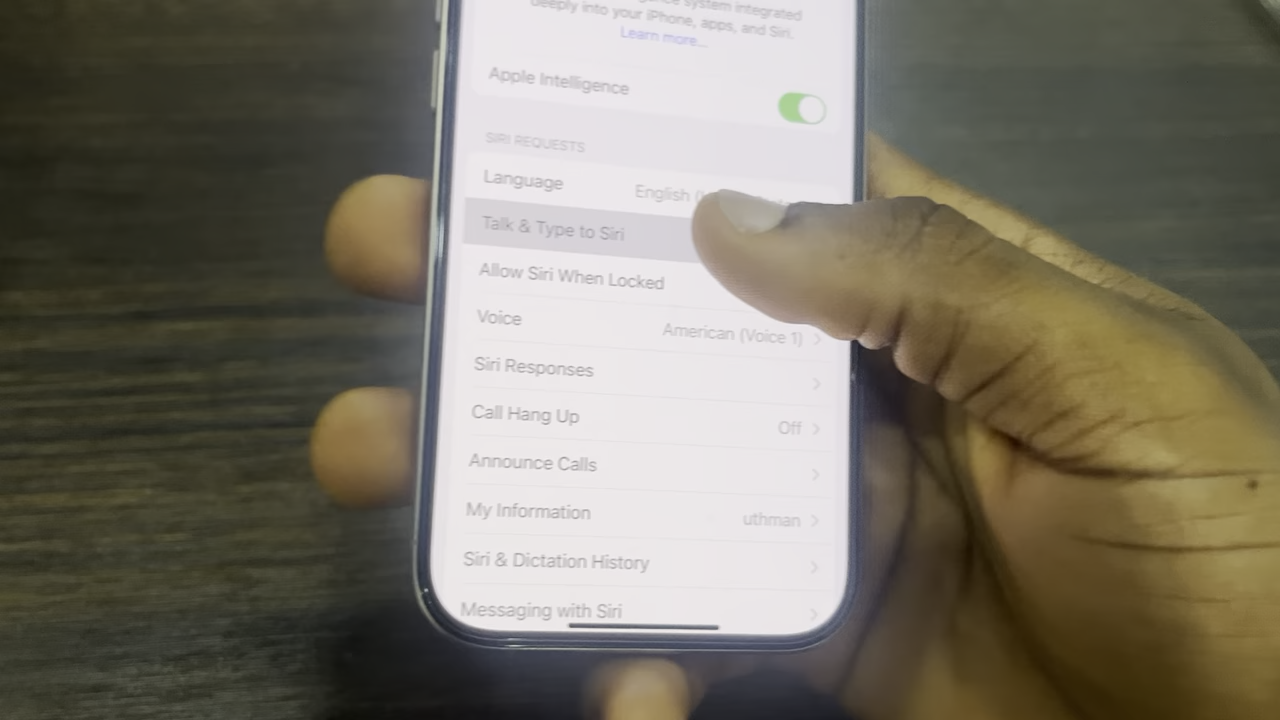 system integrated
deeply into your iPhone, apps, and Siri.
Learn more...
Apple Intelligence
SIRI REQUESTS
Language English
Talk & Type to Siri
Allow Siri When Locked
Voice American (Voice 1)
Siri Responses
Call Hang Up Off
Announce Calls
My Information uthman
Siri & Dictation History
Messaging with Siri